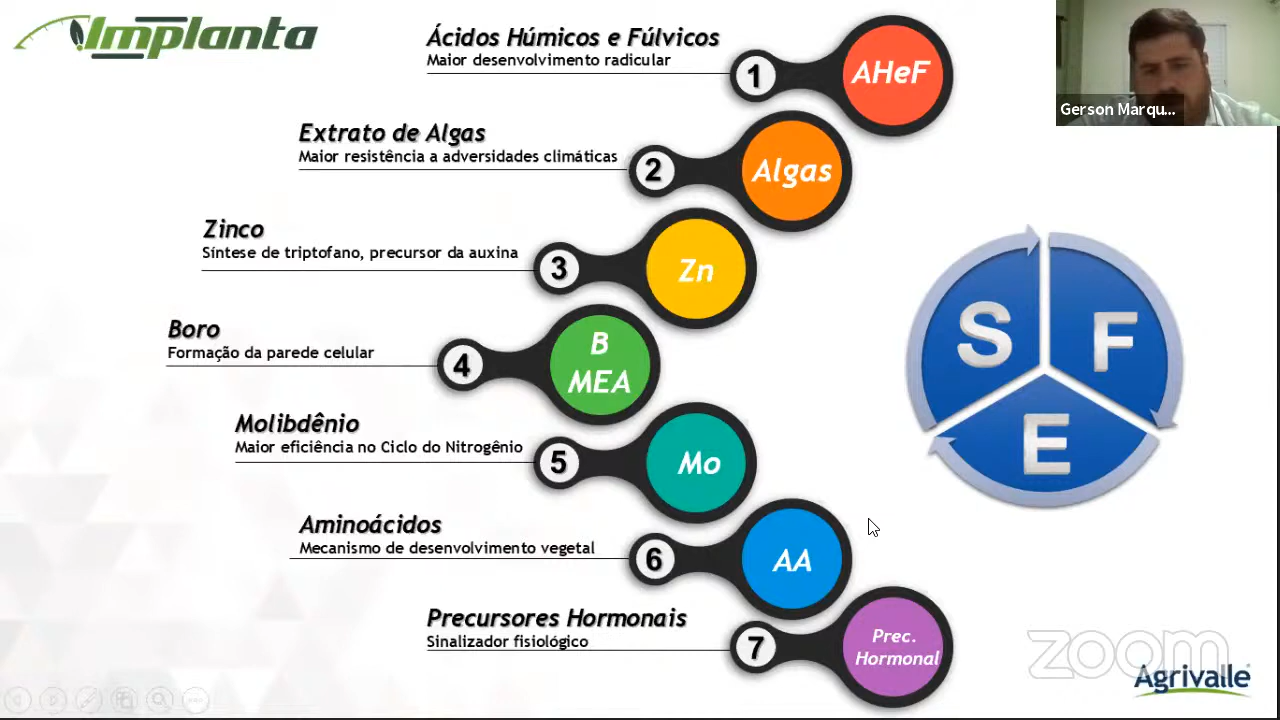 Implanta
Ácidos Húmicos e Fúlvicos
Maior desenvolvimento radicular
1
AHeF
Gerson Marqu...
Extrato de Algas
Maior resistência a adversidades climáticas
2
Algas
Zinco
Síntese de triptofano, precursor da auxina
3
Zn
Boro
Formação da parede celular
4
B
MEA
Molibdênio
Maior eficiência no Ciclo do Nitrogênio
5
Mo
Aminoácidos
Mecanismo de desenvolvimento vegetal
6
AA
Precursores Hormonais
Sinalizador fisiológico
7
Prec.
Hormonal
S F
E
zoom
Agrivalle